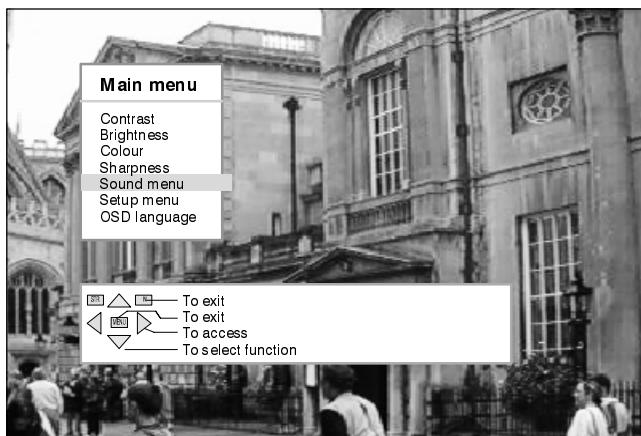 Main menu
Contrast
Brightness
Colour
Sharpness
Sound menu
Setup menu
OSD language
To exit
MENU To exit
To access
To select function